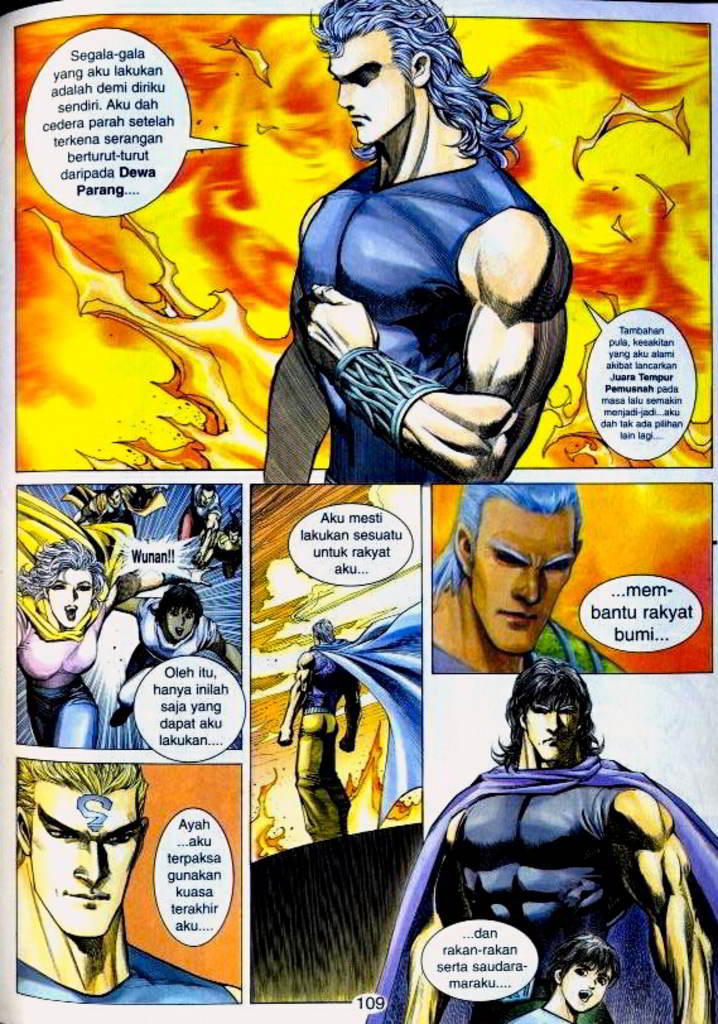 Segala-gala
yang aku lakukan
adalah demi diriku
sendiri. Aku dah
cedera parah setelah
terkena serangan
berturut-turut
daripada Dewa
Parang....
Tambahan
pula, kesakitan
yang aku alami
akibat lancarkan
Juara Tempur
Pemusnah pada
masa lalu semakin
menjadi-jadi...aku
dah tak ada pilihan
lain lagi....
Wunan!!
Oleh itu,
hanya inilah
saja yang
dapat aku
lakukan....
Aku mesti
lakukan sesuatu
untuk rakyat
aku...
...mem-
bantu rakyat
bumi...
Ayah
...aku
terpaksa
gunakan
kuasa
terakhir
aku....
...dan
rakan-rakan
serta saudara-
maraku....
109